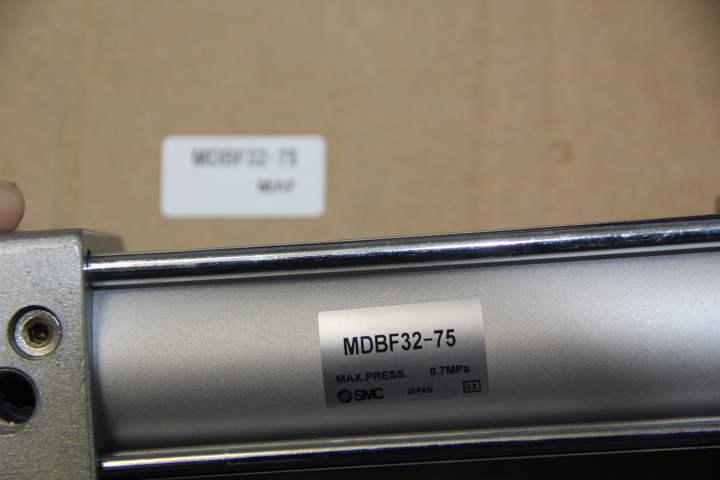 MDBF32-75
MDBF32-75
MAX.PRESS. 0.7MPa
SMC JAPAN